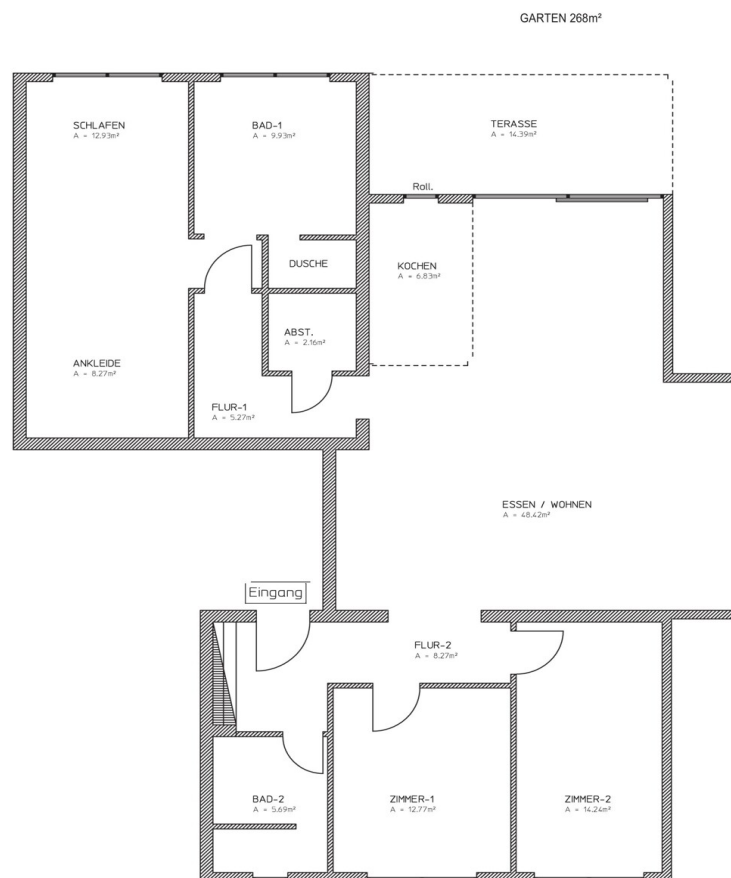 GARTEN 268m²
SCHLAFEN
A = 12.93m²
BAD-1
A = 9.93m²
TERASSE
A = 14.39m²
Roll.
DUSCHE
KOCHEN
A = 6.83m²
ABST.
A = 2.16m²
ANKLEIDE
A = 8.27m²
FLUR-1
A = 5.27m²
ESSEN / WOHNEN
A = 48.42m²
Eingang
FLUR-2
A = 8.27m²
BAD-2
A = 5.69m²
ZIMMER-1
A = 12.77m²
ZIMMER-2
A = 14.24m²